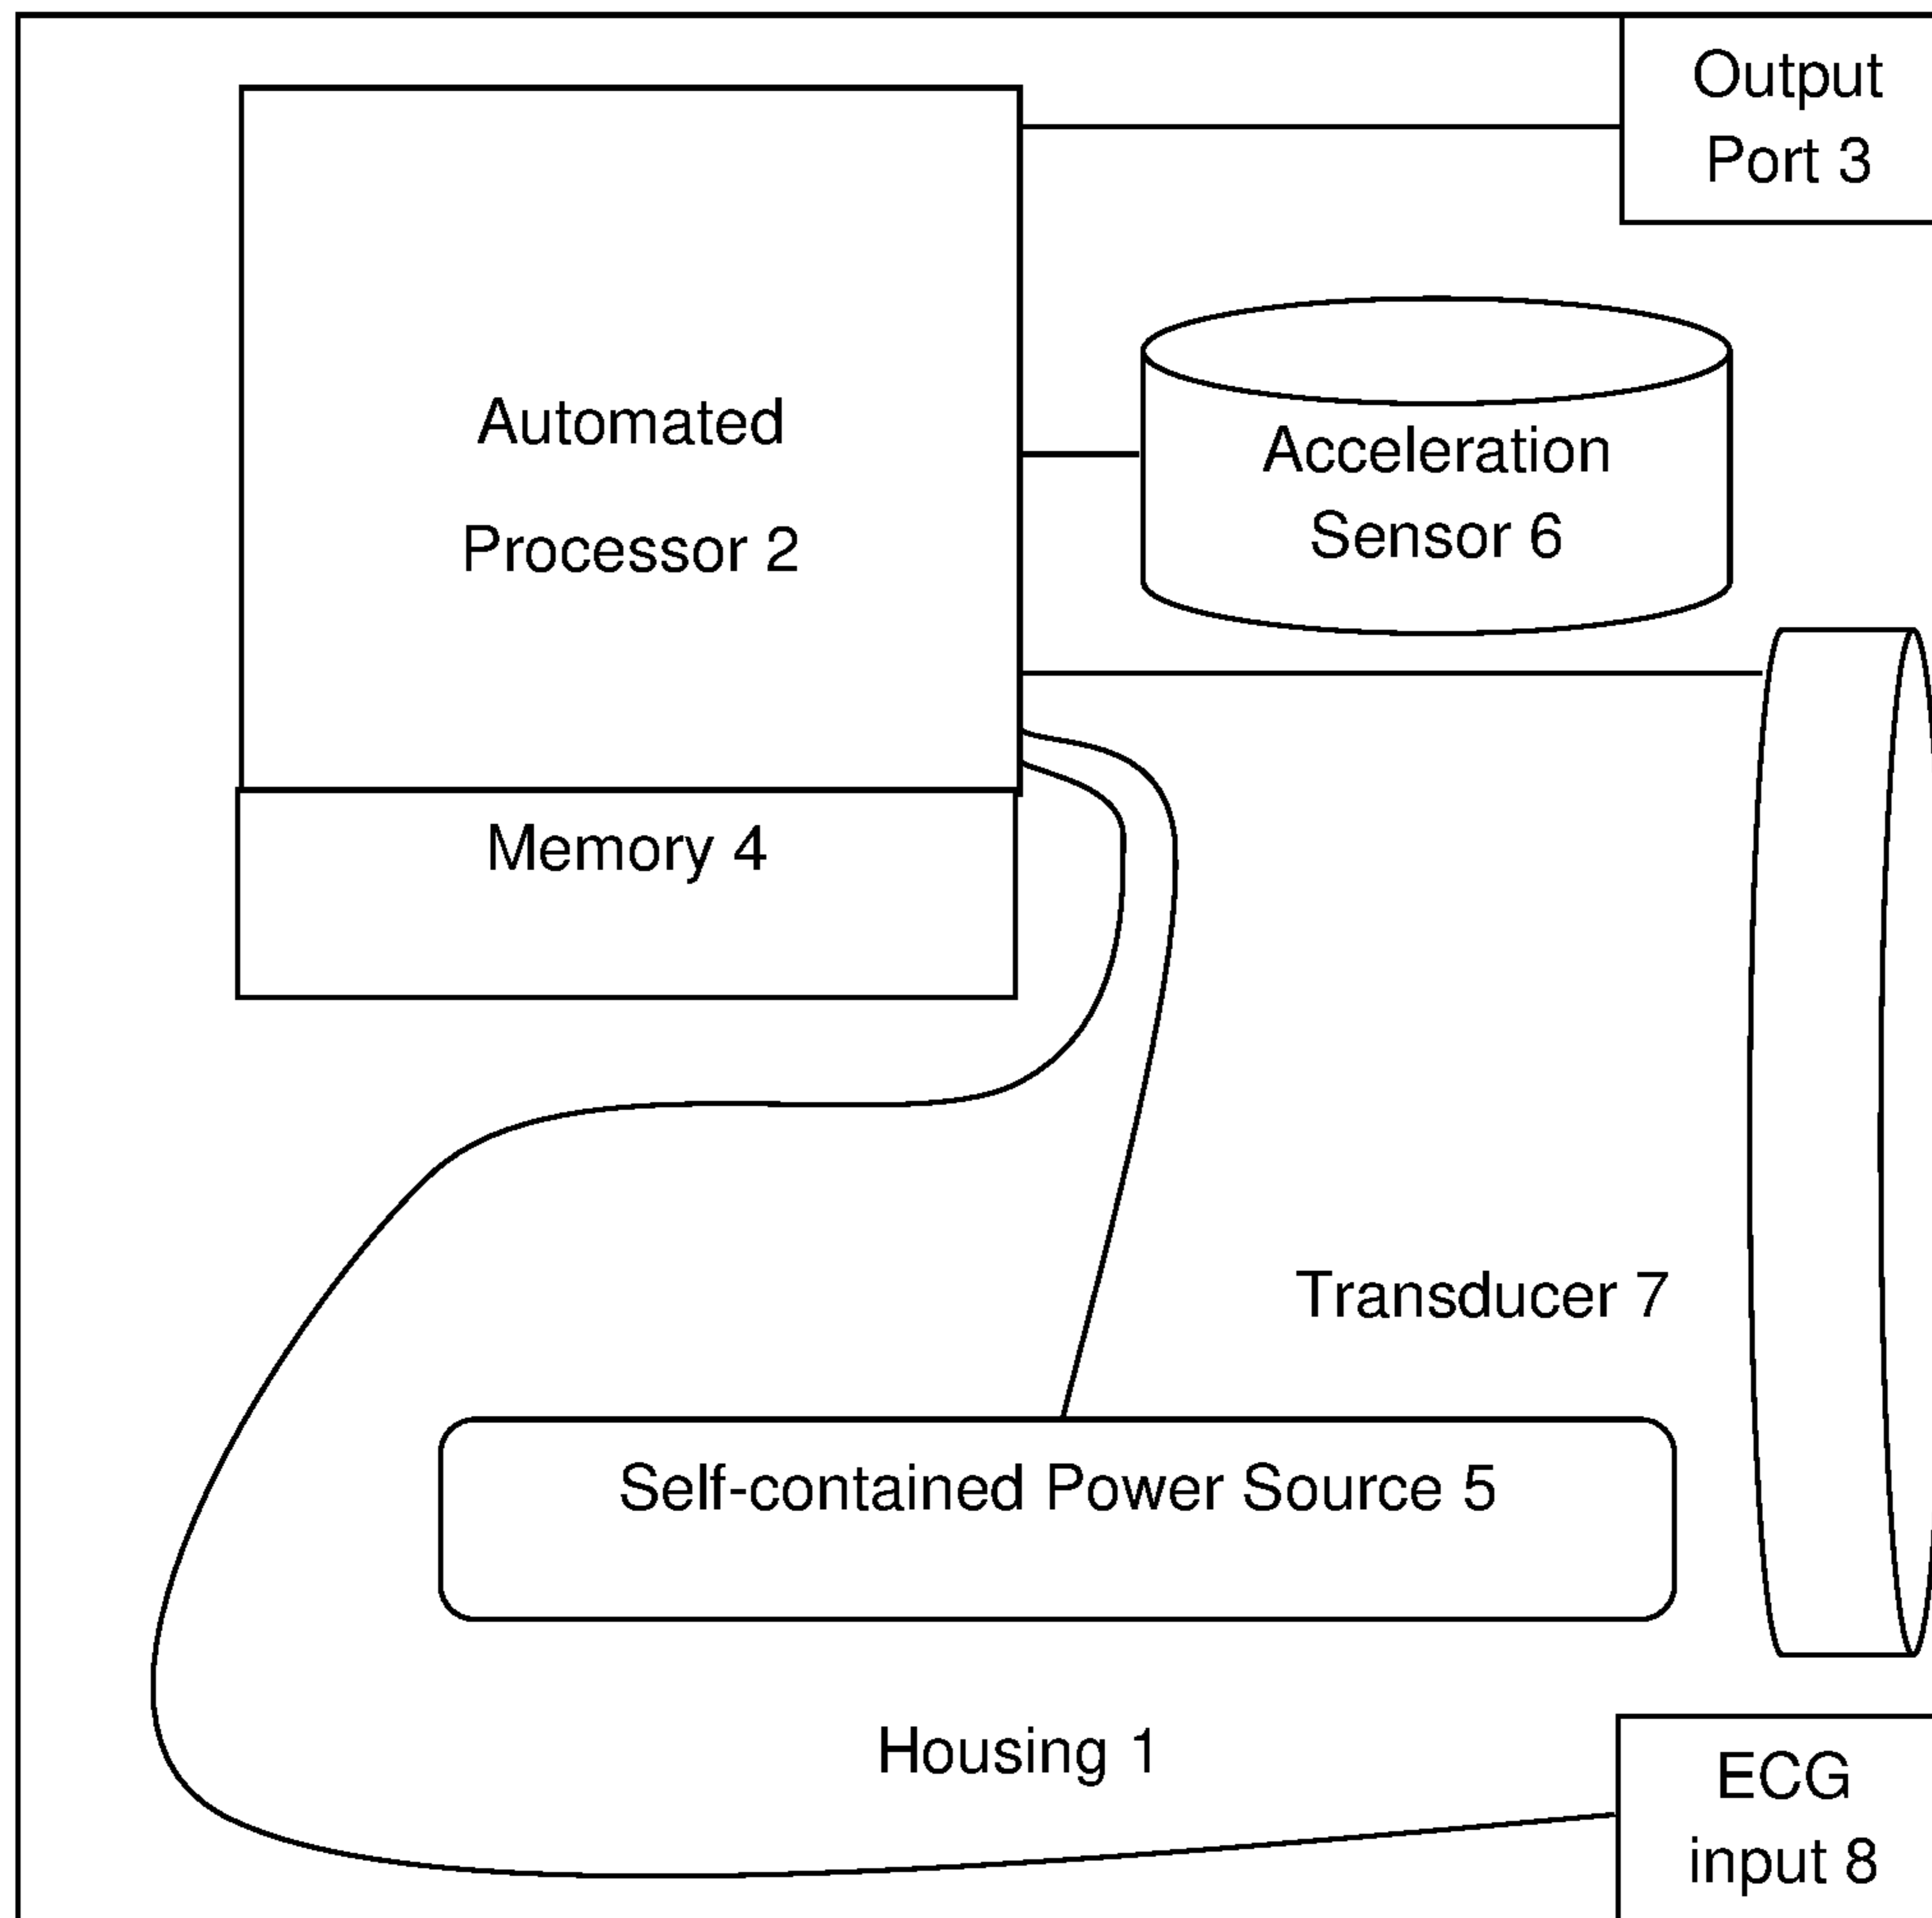 Output
Port 3
Automated
Processor 2
Acceleration
Sensor 6
Memory 4
Transducer 7
Self-contained Power Source 5
Housing 1
ECG
input 8